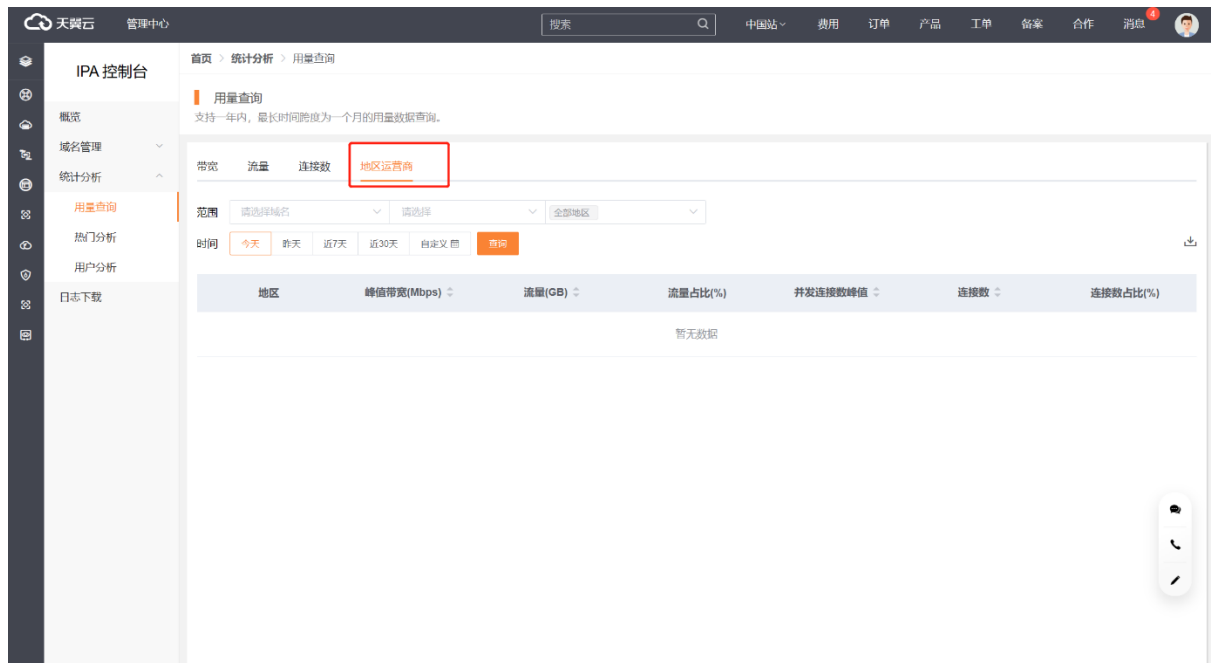 天翼云 管理中心 搜索 中国站 费用 订单 产品 工单 备案 合作 消息 4
IPA 控制台
概览
域名管理
统计分析
用量查询
热门分析
用户分析
日志下载
首页 > 统计分析 > 用量查询
用量查询
支持一年内，最长时间跨度为一个月的用量数据查询。
带宽 流量 连接数 地区运营商
范围 请选择域名 请选择 全部地区
时间 今天 昨天 近7天 近30天 自定义 查询
地区 峰值带宽(Mbps) 流量(GB) 流量占比(%) 并发连接数峰值 连接数 连接数占比(%)
暂无数据